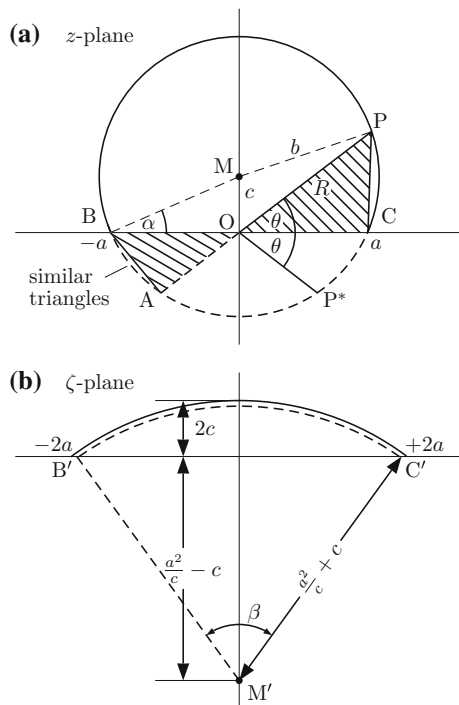 (a) z-plane
P
M b
c R
B α O θ C
−a θ a
similar
triangles
A P*
(b) ζ-plane
−2a 2c +2a
B′ C′
a²/c − c a²/c + c
β
M′